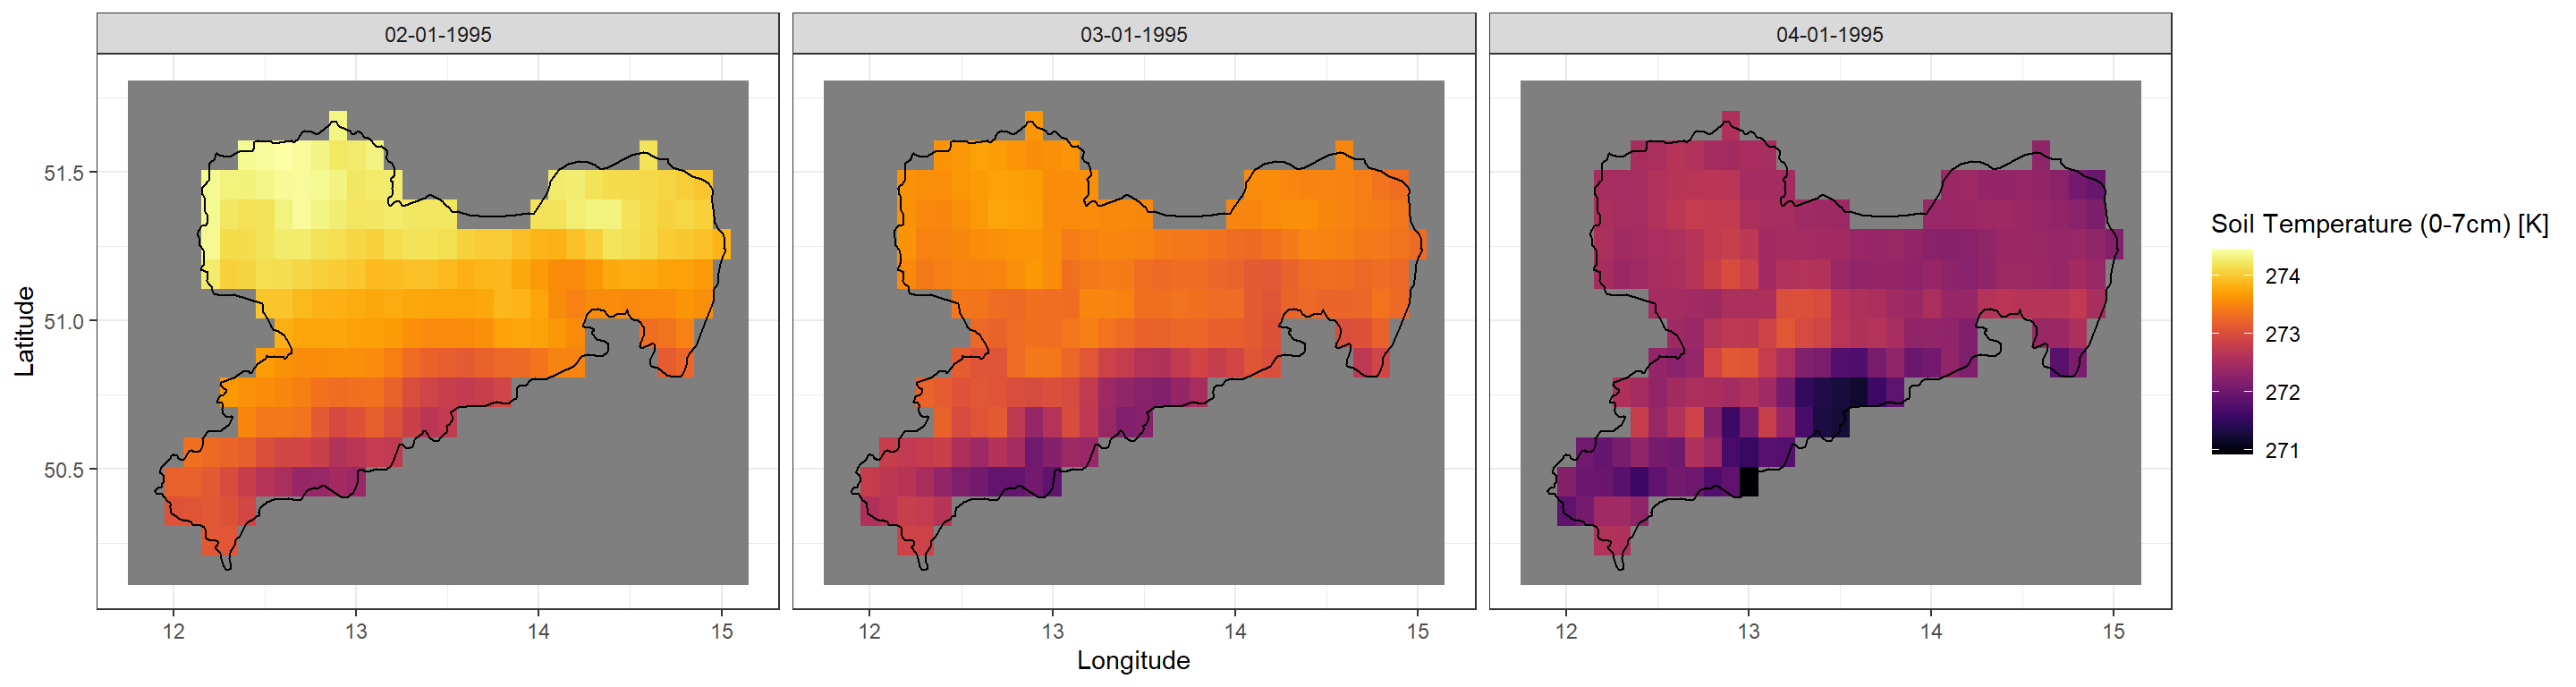 02-01-1995
03-01-1995
04-01-1995
Latitude
51.5
51.0
50.5
12 13 14 15
12 13 14 15
12 13 14 15
Longitude
Soil Temperature (0-7cm) [K]
274
273
272
271